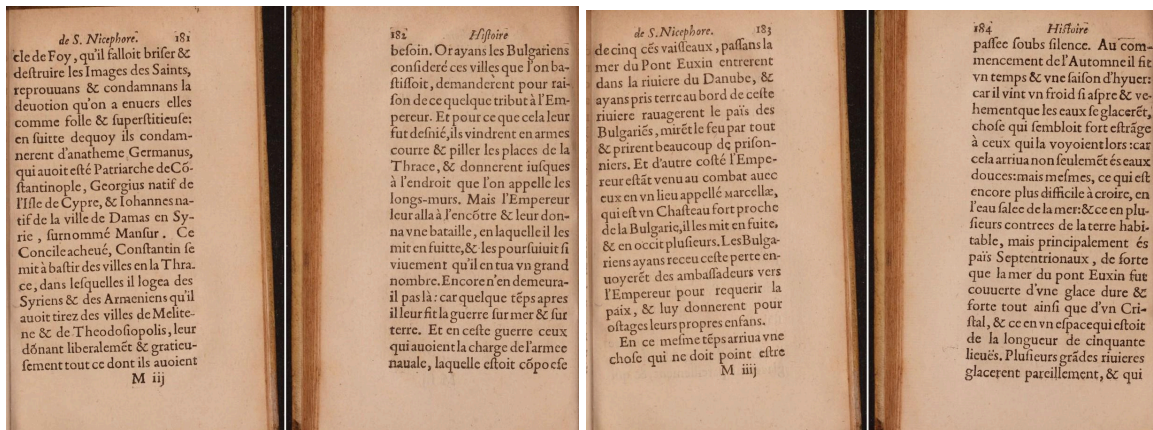 de S. Nicephore. 181
cle de Foy, qu'il falloit briſer &
deſtruire les Images des Saints,
reprouuans & condamnans la
deuotion qu'on a enuers elles
comme folle & ſuperſtitieuſe:
en ſuitte dequoy ils condam-
nerent d'anatheme Germanus,
qui auoit eſté Patriarche de Cō-
ſtantinople, Georgius natif de
l'Iſle de Cypre, & Iohannes na-
tif de la ville de Damas en Sy-
rie, ſurnommé Manſur. Ce
Concile acheué, Conſtantin ſe
mit à baſtir des villes en la Thra-
ce, dans leſquelles il logea des
Syriens & des Armeniens qu'il
auoit tirez des villes de Melite-
ne & de Theodoſiopolis, leur
dōnant liberalemēt & gratieu-
ſement tout ce dont ils auoient
M iij
182 Hiſtoire
beſoin. Or ayans les Bulgariens
conſideré ces villes que l'on ba-
ſtiſſoit, demanderent pour rai-
ſon de ce quelque tribut à l'Em-
pereur. Et pource que cela leur
fut deſnié, ils vindrent en armes
courre & piller les places de la
Thrace, & donnerent iuſques
à l'endroit que l'on appelle les
longs-murs. Mais l'Empereur
leur alla à l'encōtre & leur don-
na vne bataille, en laquelle il les
mit en fuitte, & les pourſuiuit ſi
viuement qu'il en tua vn grand
nombre. Encore n'en demeura-
il pas là: car quelque tēps apres
il leur fit la guerre ſur mer & ſur
terre. Et en ceſte guerre ceux
qui auoient la charge de l'armee
nauale, laquelle eſtoit cōpoſee
de S. Nicephore. 183
de cinq cēs vaiſſeaux, paſſans la
mer du Pont Euxin entrerent
dans la riuiere du Danube, &
ayans pris terre au bord de ceſte
riuiere rauagerent le païs des
Bulgariēs, mirēt le feu par tout
& prirent beaucoup de priſon-
niers. Et d'autre coſté l'Empe-
reur eſtāt venu au combat auec
eux en vn lieu appellé Marcellæ,
qui eſt vn Chaſteau fort proche
de la Bulgarie, il les mit en fuite,
& en occit pluſieurs. Les Bulga-
riens ayans receu ceſte perte en-
uoyerēt des ambaſſadeurs vers
l'Empereur pour requerir la
paix, & luy donnerent pour
oſtages leurs propres enfans.
En ce meſme tēps arriua vne
choſe qui ne doit point eſtre
M iiij
184 Hiſtoire
paſſee ſoubs ſilence. Au com-
mencement de l'Automne il fit
vn temps & vne ſaiſon d'hyuer:
car il vint vn froid ſi aſpre & ve-
hement que les eaux ſe glacerēt,
choſe qui ſembloit fort eſtrāge
à ceux qui la voyoient lors: car
cela arriua non ſeulemēt és eaux
douces: mais meſmes, ce qui eſt
encore plus difficile à croire, en
l'eau ſalee de la mer: & ce en plu-
ſieurs contrees de la terre habi-
table, mais principalement és
païs Septentrionaux, de ſorte
que la mer du pont Euxin fut
couuerte d'vne glace dure &
forte tout ainſi que d'vn Cri-
ſtal, & ce en vn eſpace qui eſtoit
de la longueur de cinquante
lieuës. Pluſieurs grādes riuieres
glacerent pareillement, & qui